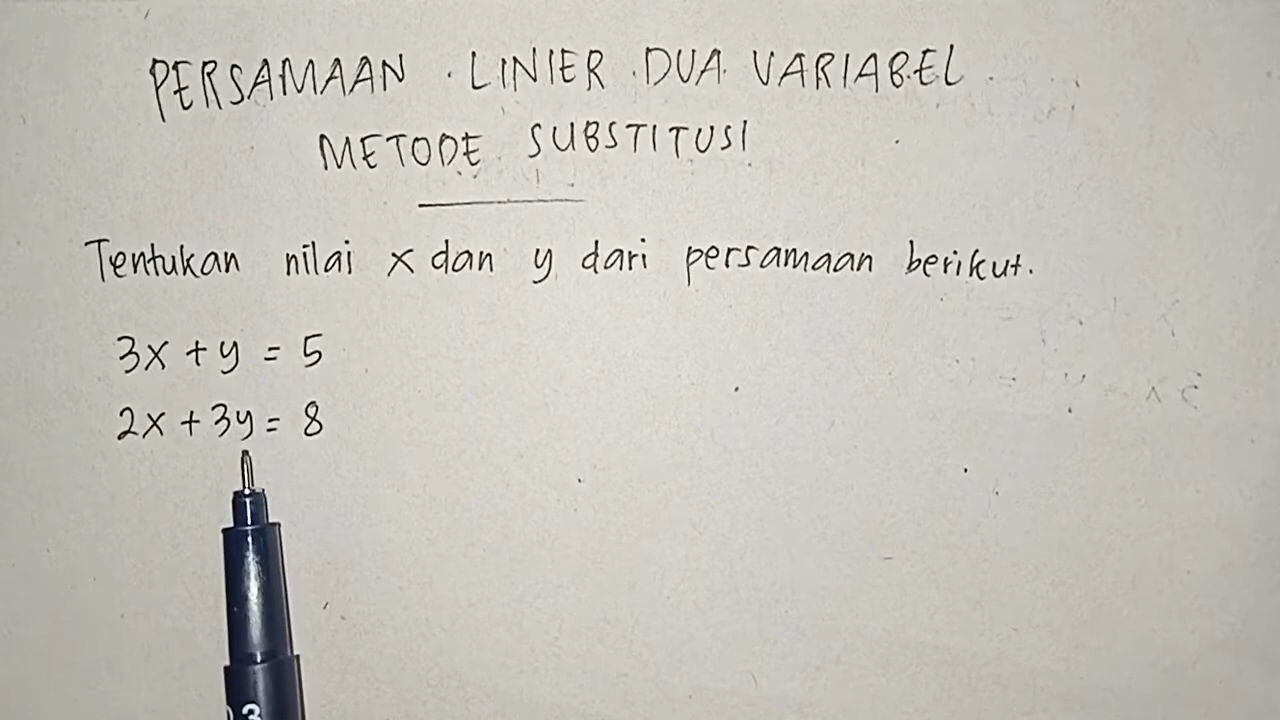 PERSAMAAN LINIER DUA VARIABEL
METODE SUBSTITUSI
Tentukan nilai x dan y dari persamaan berikut.
3x + y = 5
2x + 3y = 8